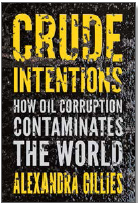 CRUDE
INTENTIONS
HOW OIL CORRUPTION
CONTAMINATES
THE WORLD
ALEXANDRA GILLIES